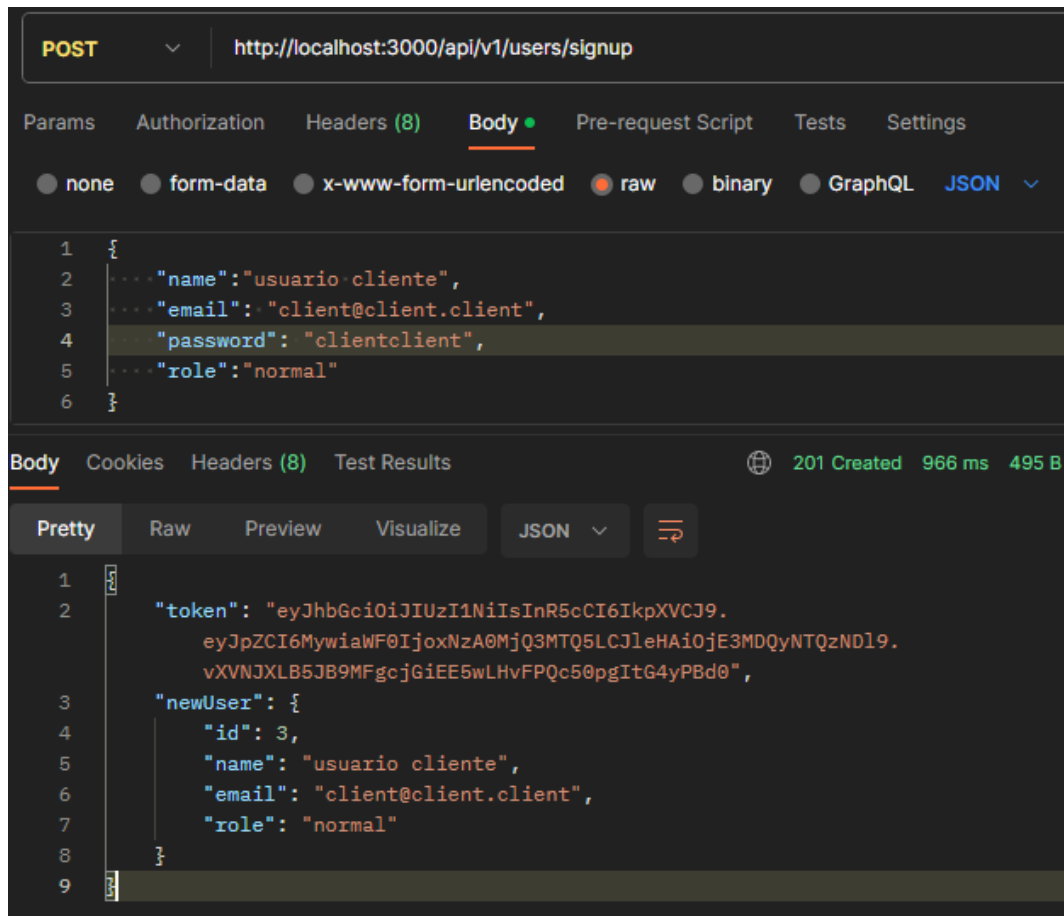 POST http://localhost:3000/api/v1/users/signup
Params Authorization Headers (8) Body Pre-request Script Tests Settings
none form-data x-www-form-urlencoded raw binary GraphQL JSON
1 {
2 "name":"usuario cliente",
3 "email": "client@client.client",
4 "password": "clientclient",
5 "role":"normal"
6 }
Body Cookies Headers (8) Test Results 201 Created 966 ms 495 B
Pretty Raw Preview Visualize JSON
1 {
2 "token": "eyJhbGciOiJIUzI1NiIsInR5cCI6IkpXVCJ9.
eyJpZCI6MywiaWF0IjoxNzA0MjQ3MTQ5LCJleHAiOjE3MDQyNTQzNDl9.
vXVNJXLB5JB9MFgcjGiEE5wLHvFPQc50pgItG4yPBd0",
3 "newUser": {
4 "id": 3,
5 "name": "usuario cliente",
6 "email": "client@client.client",
7 "role": "normal"
8 }
9 }